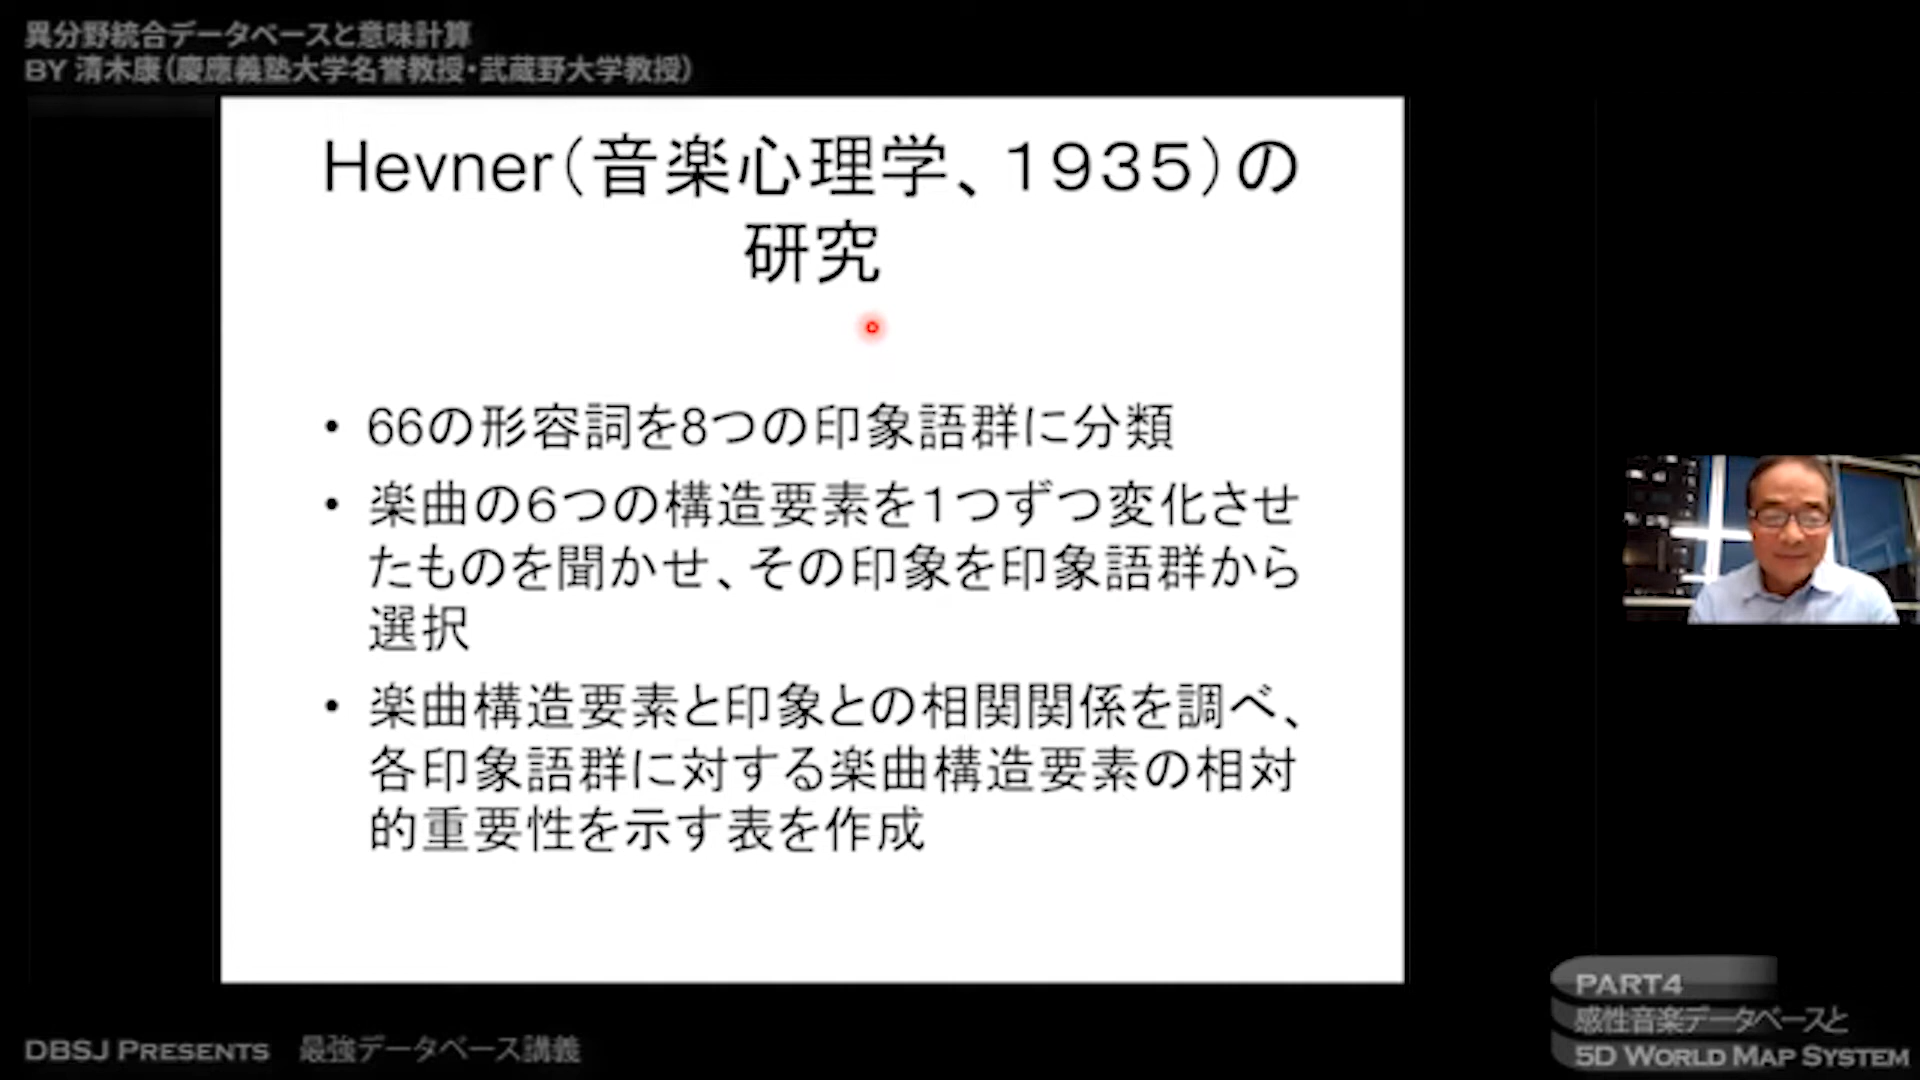 異分野統合データベースと意味計算
BY 清木康(慶應義塾大学名誉教授・武蔵野大学教授)
Hevner(音楽心理学、1935)の
研究
• 66の形容詞を8つの印象語群に分類
• 楽曲の6つの構造要素を1つずつ変化させ
たものを聞かせ、その印象を印象語群から
選択
• 楽曲構造要素と印象との相関関係を調べ、
各印象語群に対する楽曲構造要素の相対
的重要性を示す表を作成
PART4
感性音楽データベースと
5D WORLD MAP SYSTEM
DBSJ PRESENTS 最強データベース講義